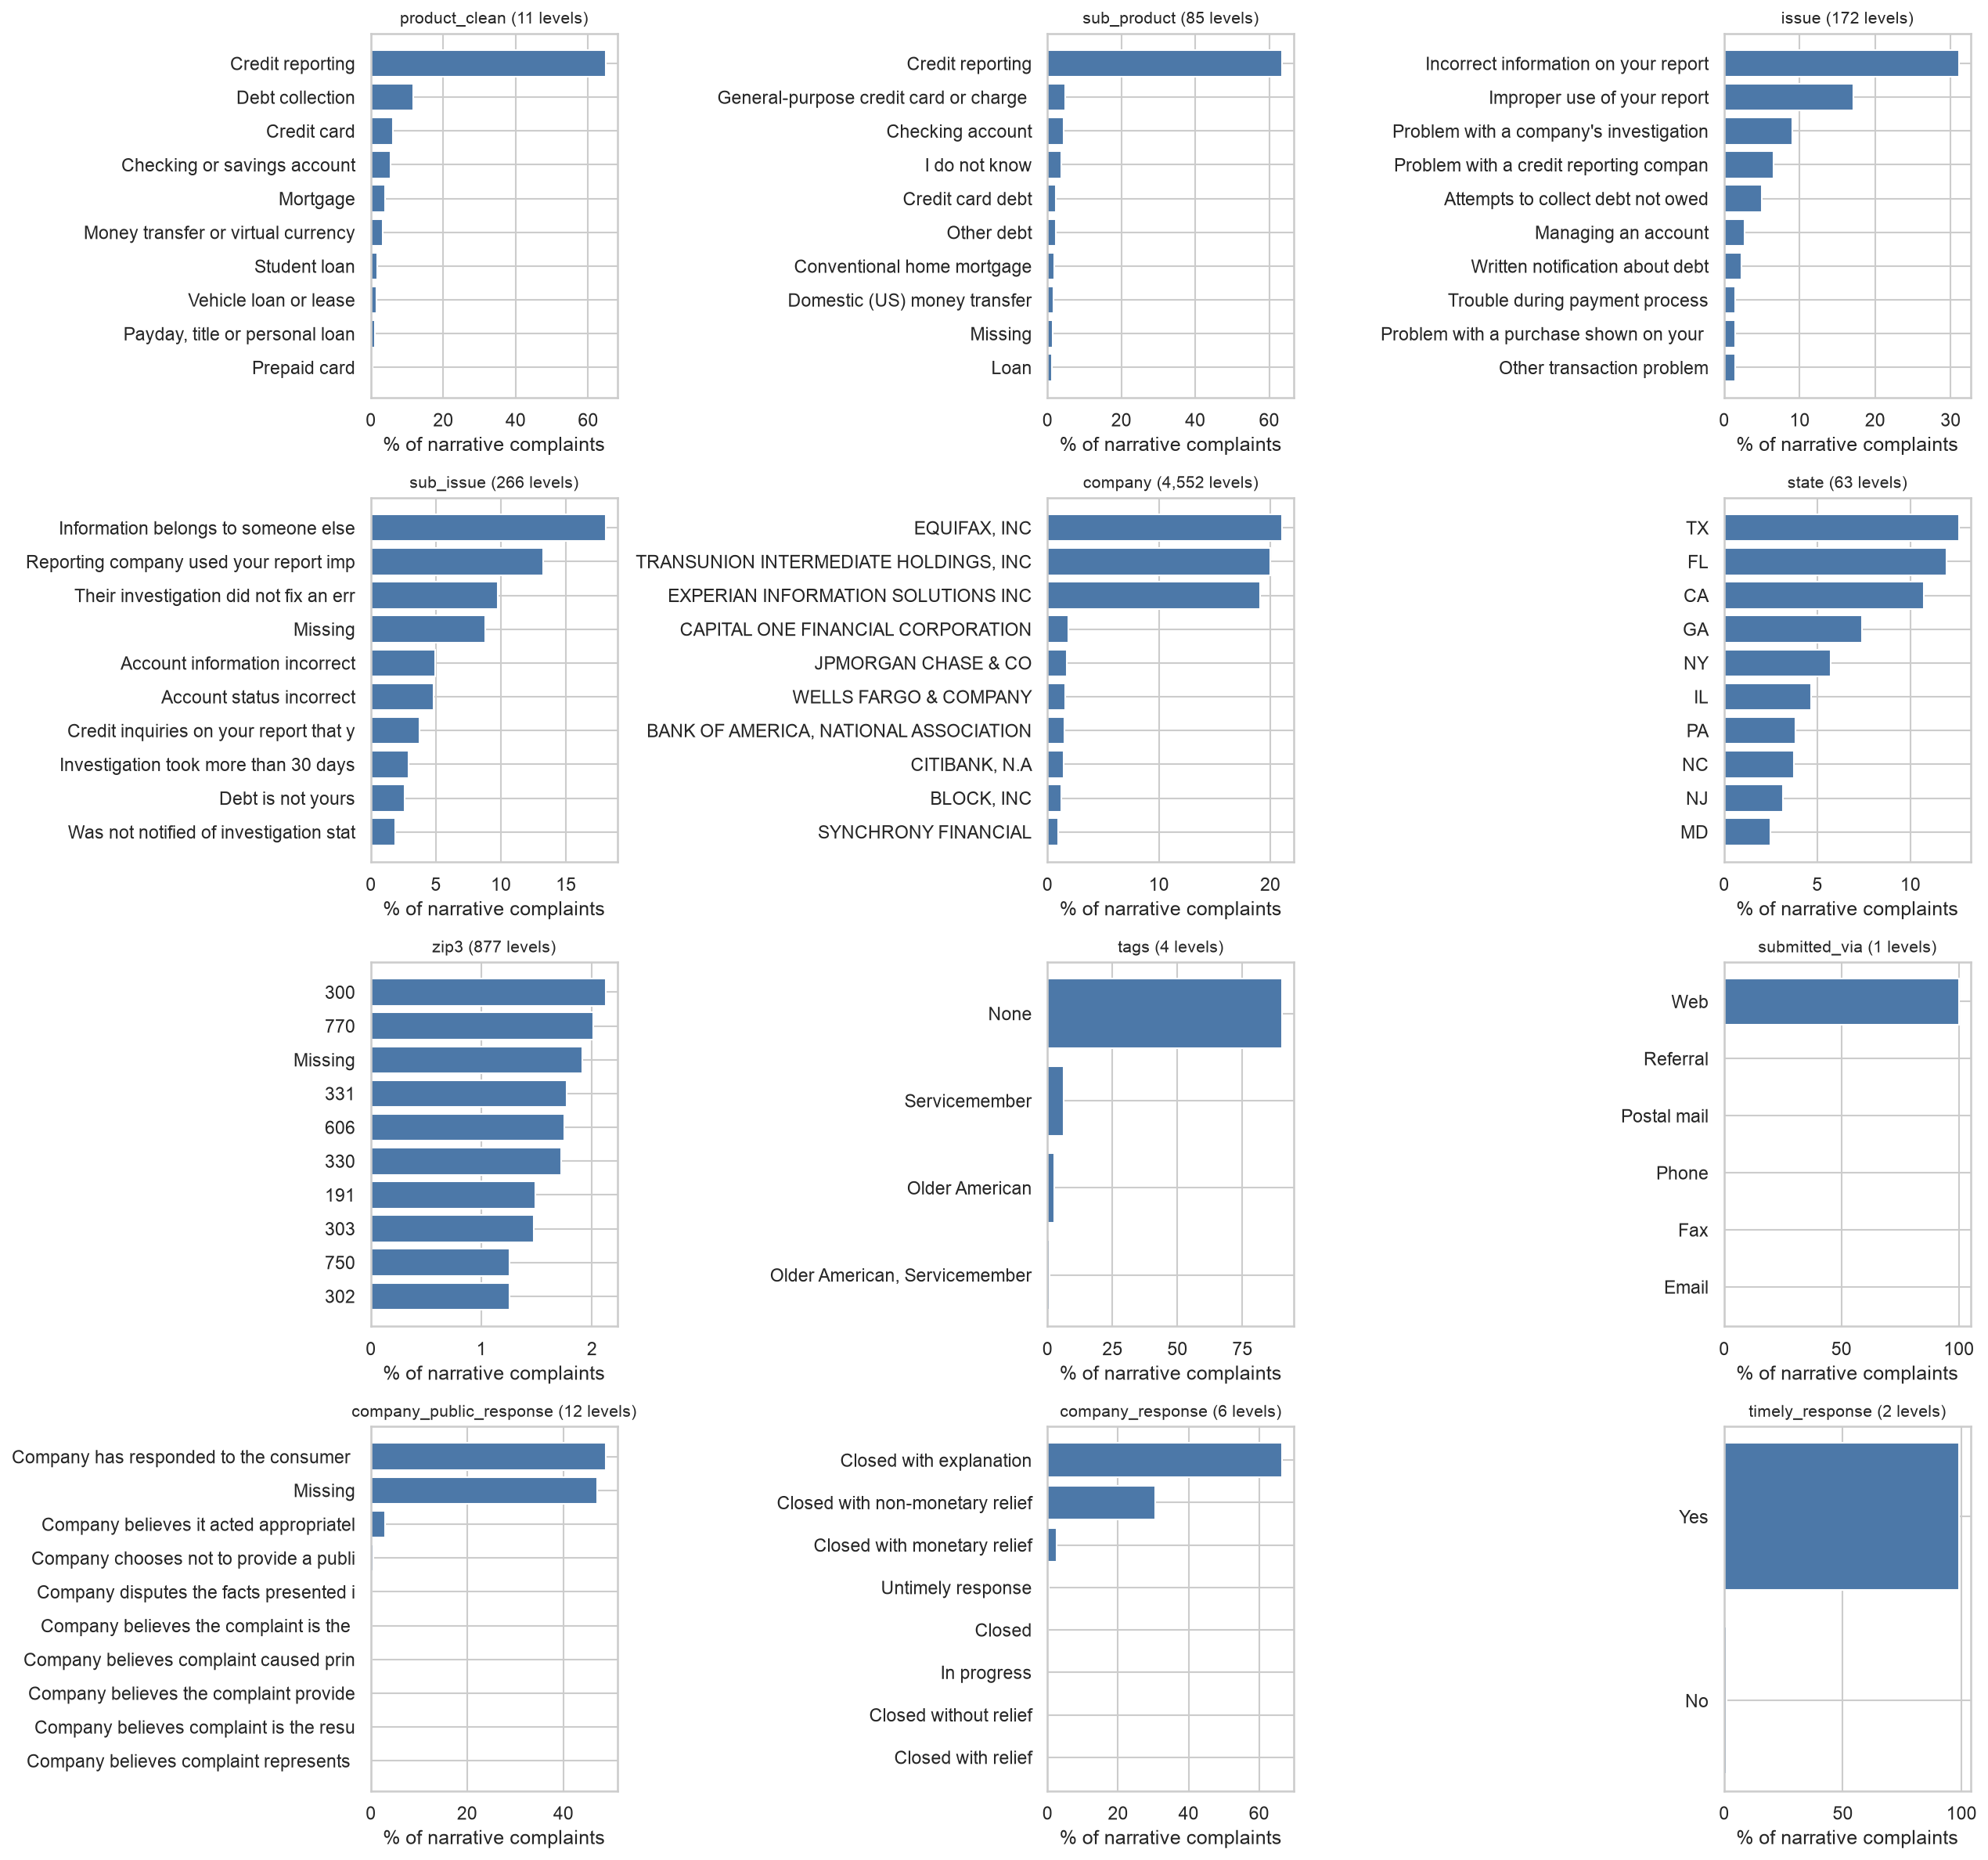 product_clean (11 levels)
Credit reporting
Debt collection
Credit card
Checking or savings account
Mortgage
Money transfer or virtual currency
Student loan
Vehicle loan or lease
Payday, title or personal loan
Prepaid card
0 20 40 60
% of narrative complaints
sub_product (85 levels)
Credit reporting
General-purpose credit card or charge
Checking account
I do not know
Credit card debt
Other debt
Conventional home mortgage
Domestic (US) money transfer
Missing
Loan
0 20 40 60
% of narrative complaints
issue (172 levels)
Incorrect information on your report
Improper use of your report
Problem with a company's investigation
Problem with a credit reporting compan
Attempts to collect debt not owed
Managing an account
Written notification about debt
Trouble during payment process
Problem with a purchase shown on your
Other transaction problem
0 10 20 30
% of narrative complaints
sub_issue (266 levels)
Information belongs to someone else
Reporting company used your report imp
Their investigation did not fix an err
Missing
Account information incorrect
Account status incorrect
Credit inquiries on your report that y
Investigation took more than 30 days
Debt is not yours
Was not notified of investigation stat
0 5 10 15
% of narrative complaints
company (4,552 levels)
EQUIFAX, INC
TRANSUNION INTERMEDIATE HOLDINGS, INC
EXPERIAN INFORMATION SOLUTIONS INC
CAPITAL ONE FINANCIAL CORPORATION
JPMORGAN CHASE & CO
WELLS FARGO & COMPANY
BANK OF AMERICA, NATIONAL ASSOCIATION
CITIBANK, N.A
BLOCK, INC
SYNCHRONY FINANCIAL
0 10 20
% of narrative complaints
state (63 levels)
TX
FL
CA
GA
NY
IL
PA
NC
NJ
MD
0 5 10
% of narrative complaints
zip3 (877 levels)
300
770
Missing
331
606
330
191
303
750
302
0 1 2
% of narrative complaints
tags (4 levels)
None
Servicemember
Older American
Older American, Servicemember
0 25 50 75
% of narrative complaints
submitted_via (1 levels)
Web
Referral
Postal mail
Phone
Fax
Email
0 50 100
% of narrative complaints
company_public_response (12 levels)
Company has responded to the consumer
Missing
Company believes it acted appropriatel
Company chooses not to provide a publi
Company disputes the facts presented i
Company believes the complaint is the
Company believes complaint caused prin
Company believes the complaint provide
Company believes complaint is the resu
Company believes complaint represents
0 20 40
% of narrative complaints
company_response (6 levels)
Closed with explanation
Closed with non-monetary relief
Closed with monetary relief
Untimely response
Closed
In progress
Closed without relief
Closed with relief
0 20 40 60
% of narrative complaints
timely_response (2 levels)
Yes
No
0 50 100
% of narrative complaints